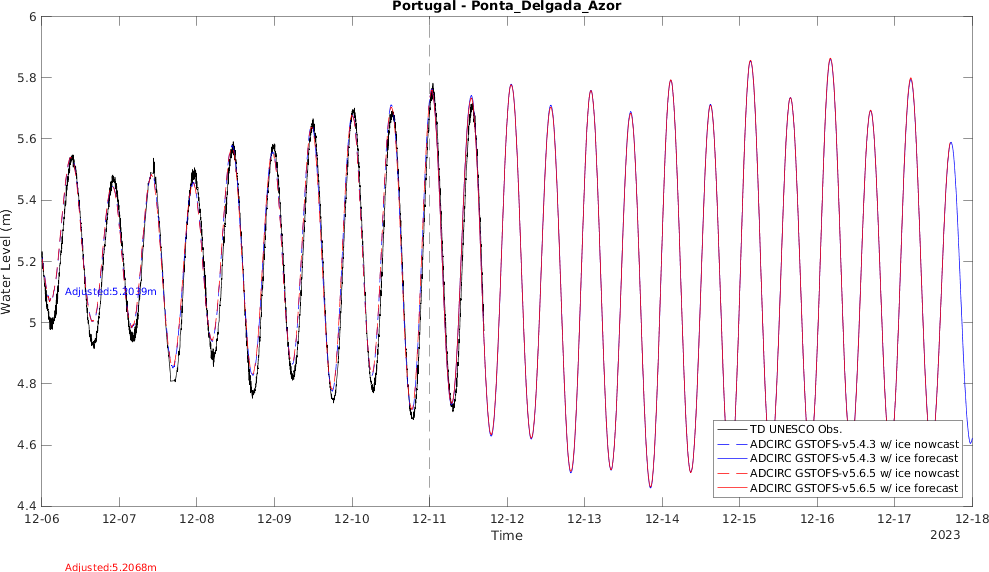 Portugal - Ponta_Delgada_Azor
6
5.8
5.6
5.4
5.2
5
4.8
4.6
4.4
Water Level (m)
Adjusted:5.2039m
TD UNESCO Obs.
ADCIRC GSTOFS-v5.4.3 w/ ice nowcast
ADCIRC GSTOFS-v5.4.3 w/ ice forecast
ADCIRC GSTOFS-v5.6.5 w/ ice nowcast
ADCIRC GSTOFS-v5.6.5 w/ ice forecast
12-06 12-07 12-08 12-09 12-10 12-11 12-12 12-13 12-14 12-15 12-16 12-17 12-18
Time
2023
Adjusted:5.2068m